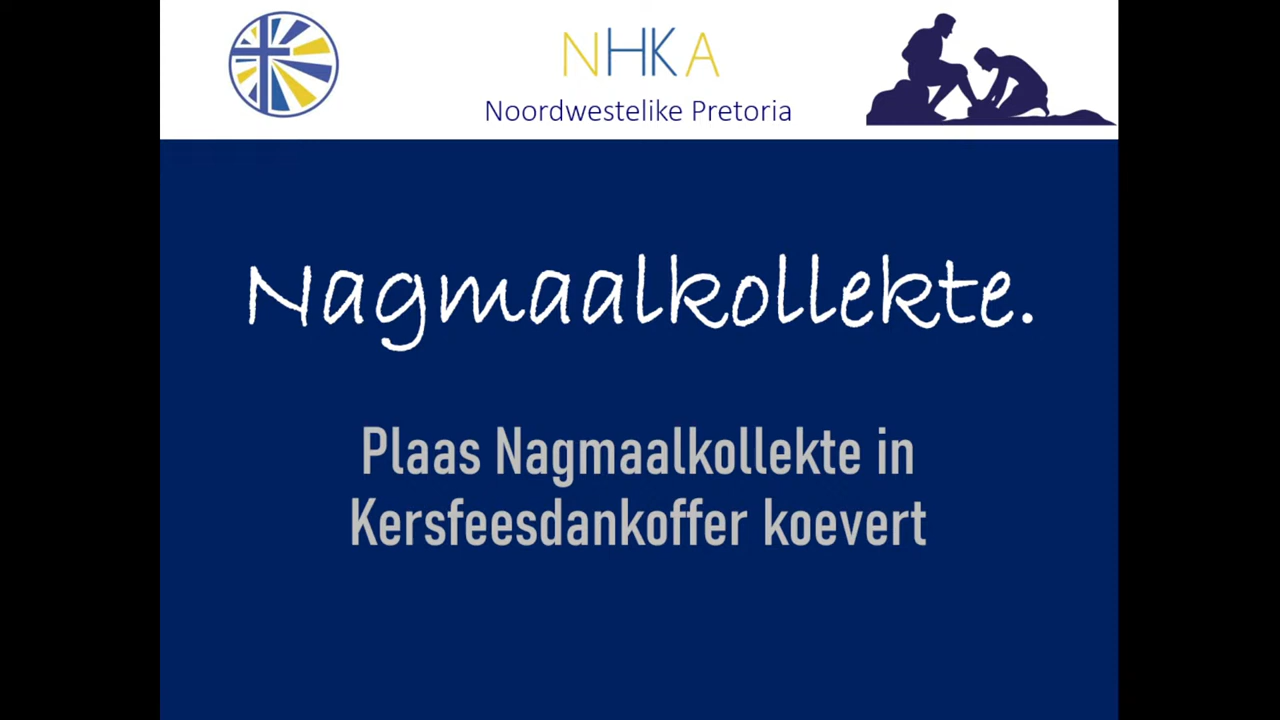 NHKA
Noordwestelike Pretoria
Nagmaalkollekte.
Plaas Nagmaalkollekte in
Kersfeesdankoffer koevert